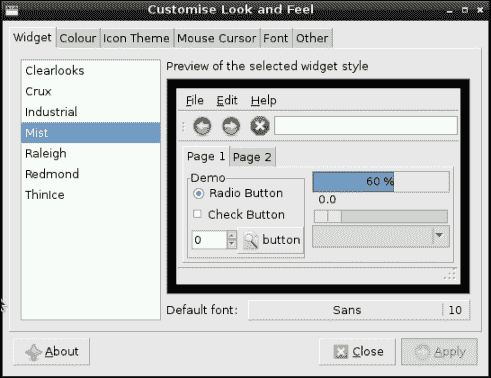 Customise Look and Feel
Widget Colour Icon Theme Mouse Cursor Font Other
Clearlooks
Crux
Industrial
Mist
Raleigh
Redmond
ThinIce
Preview of the selected widget style
File Edit Help
Page 1 Page 2
Demo
Radio Button
Check Button
0 button
60 %
0.0
Default font: Sans 10
About Close Apply